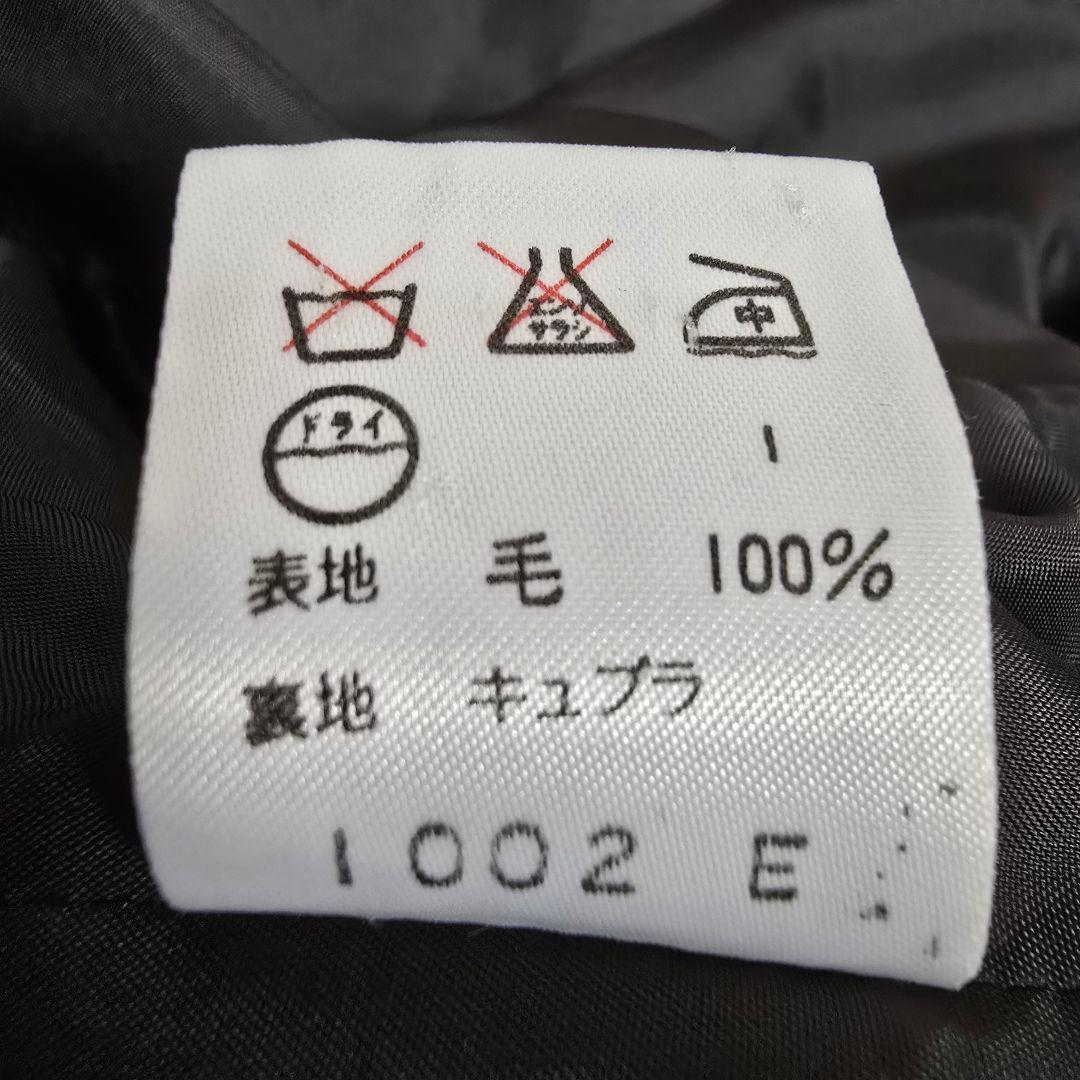 エンソ サラシ 中
ドライ 1
表地 毛 100%
裏地 キュプラ
1002 E